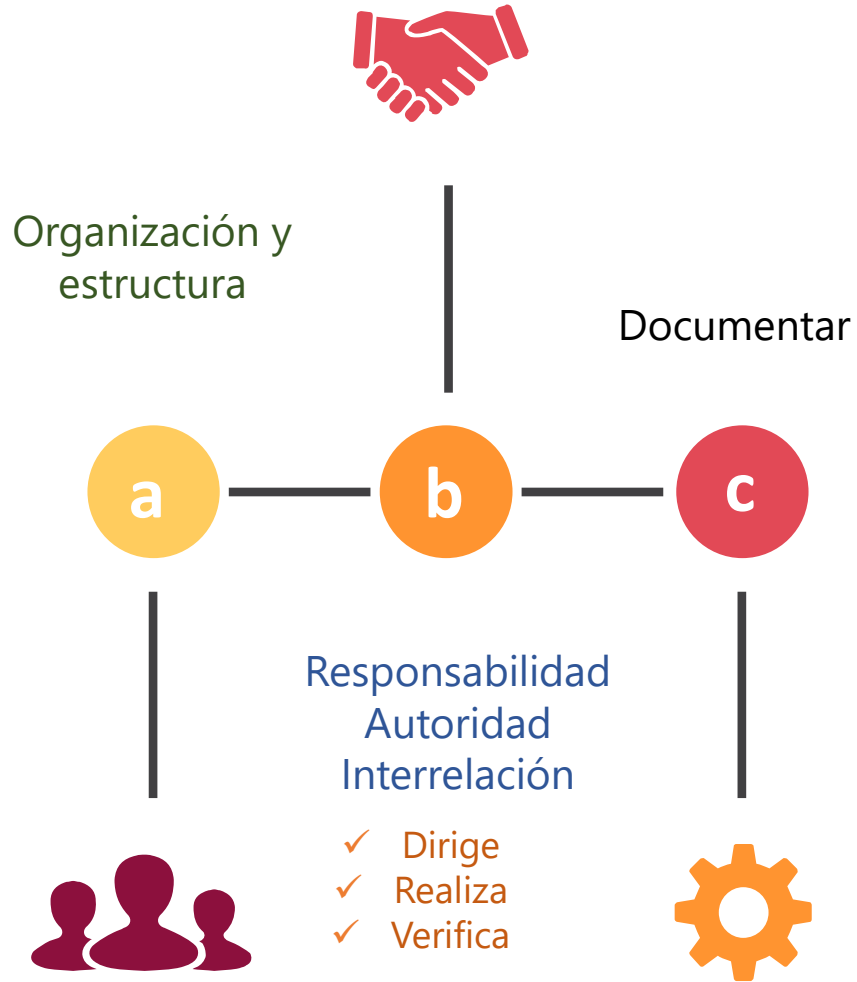 Organización y
estructura
Documentar
a
b
c
Responsabilidad
Autoridad
Interrelación
✓ Dirige
✓ Realiza
✓ Verifica